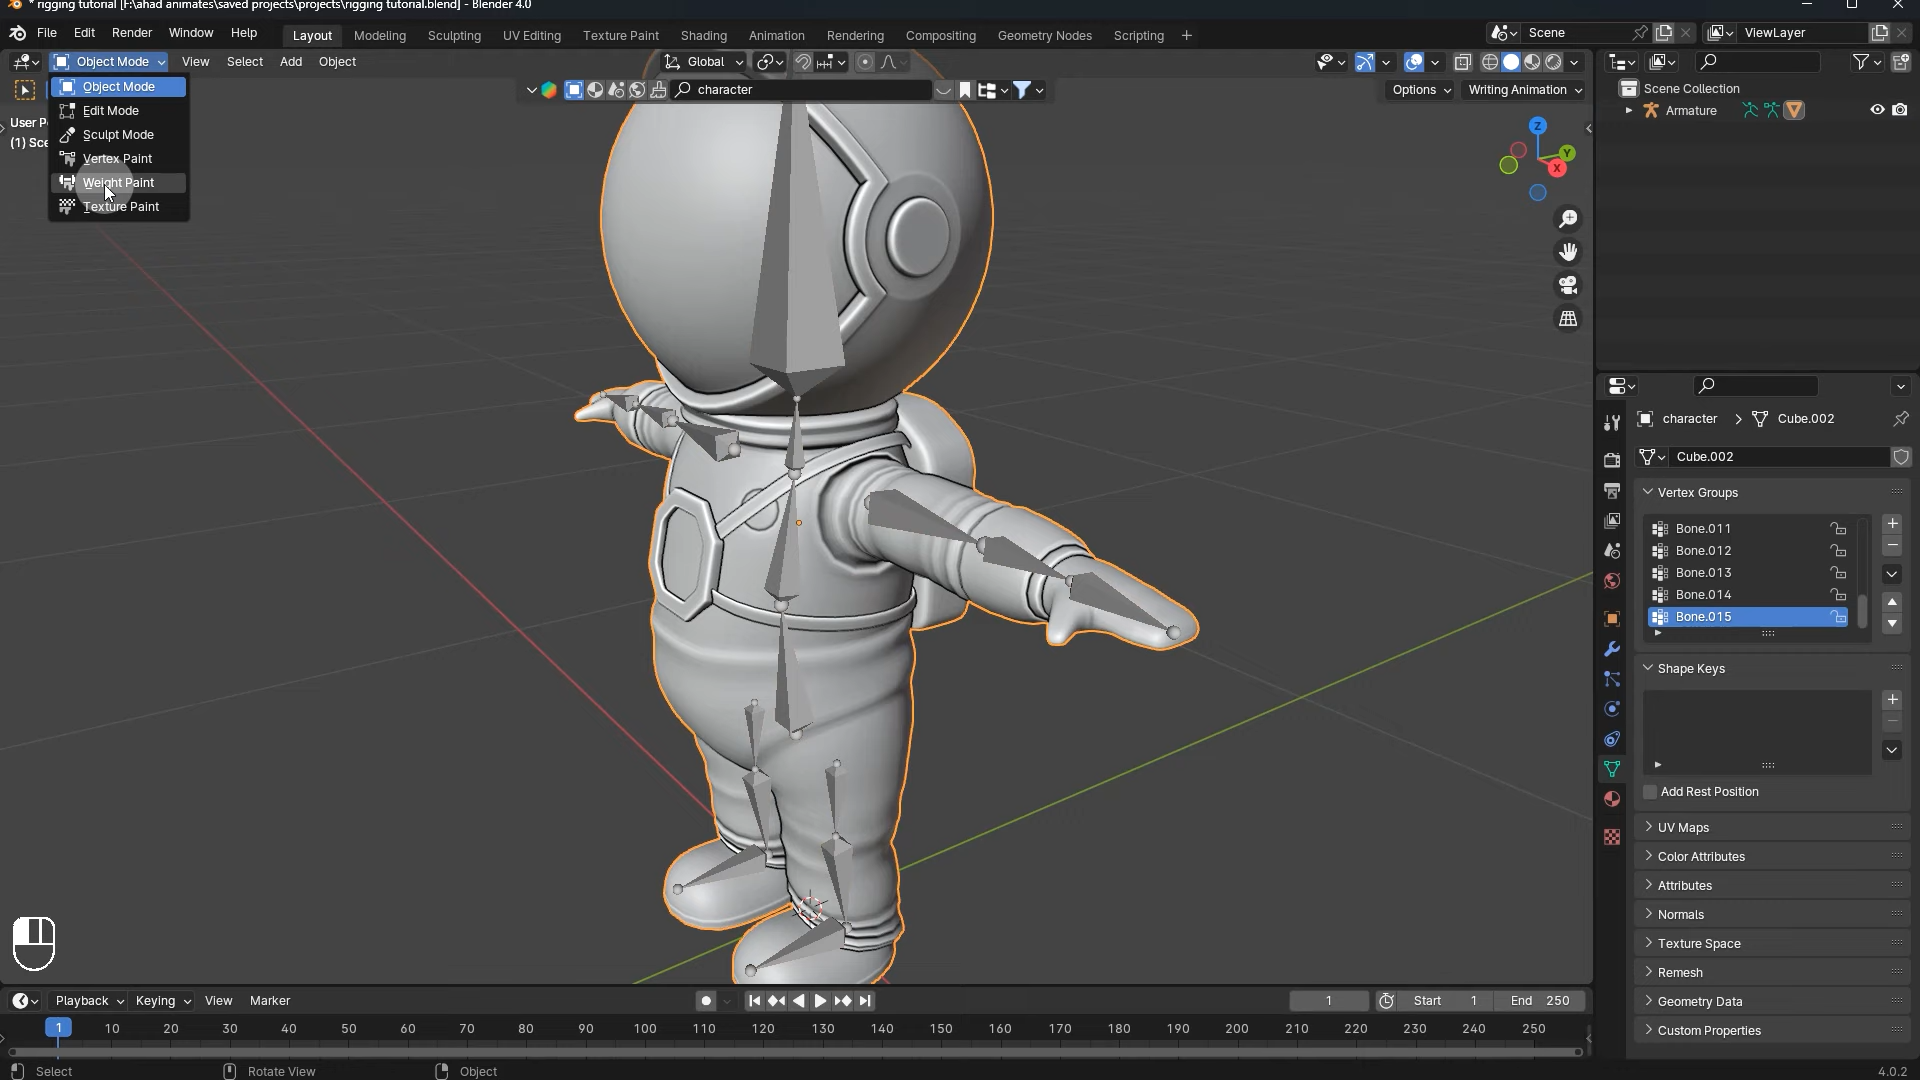 * rigging tutorial [F:\ahad animates\saved projects\projects\rigging tutorial.blend] - Blender 4.0
File Edit Render Window Help Layout Modeling Sculpting UV Editing Texture Paint Shading Animation Rendering Compositing Geometry Nodes Scripting + Scene ViewLayer
Object Mode View Select Add Object Global
Object Mode
Edit Mode
Sculpt Mode
Vertex Paint
Weight Paint
Texture Paint
character Options Writing Animation
User P
(1) Sce
Z
Y
X
Scene Collection
Armature
character > Cube.002
Cube.002
Vertex Groups
Bone.011
Bone.012
Bone.013
Bone.014
Bone.015
Shape Keys
Add Rest Position
UV Maps
Color Attributes
Attributes
Normals
Texture Space
Remesh
Geometry Data
Custom Properties
Playback Keying View Marker 1 Start 1 End 250
1 10 20 30 40 50 60 70 80 90 100 110 120 130 140 150 160 170 180 190 200 210 220 230 240 250
Select Rotate View Object 4.0.2